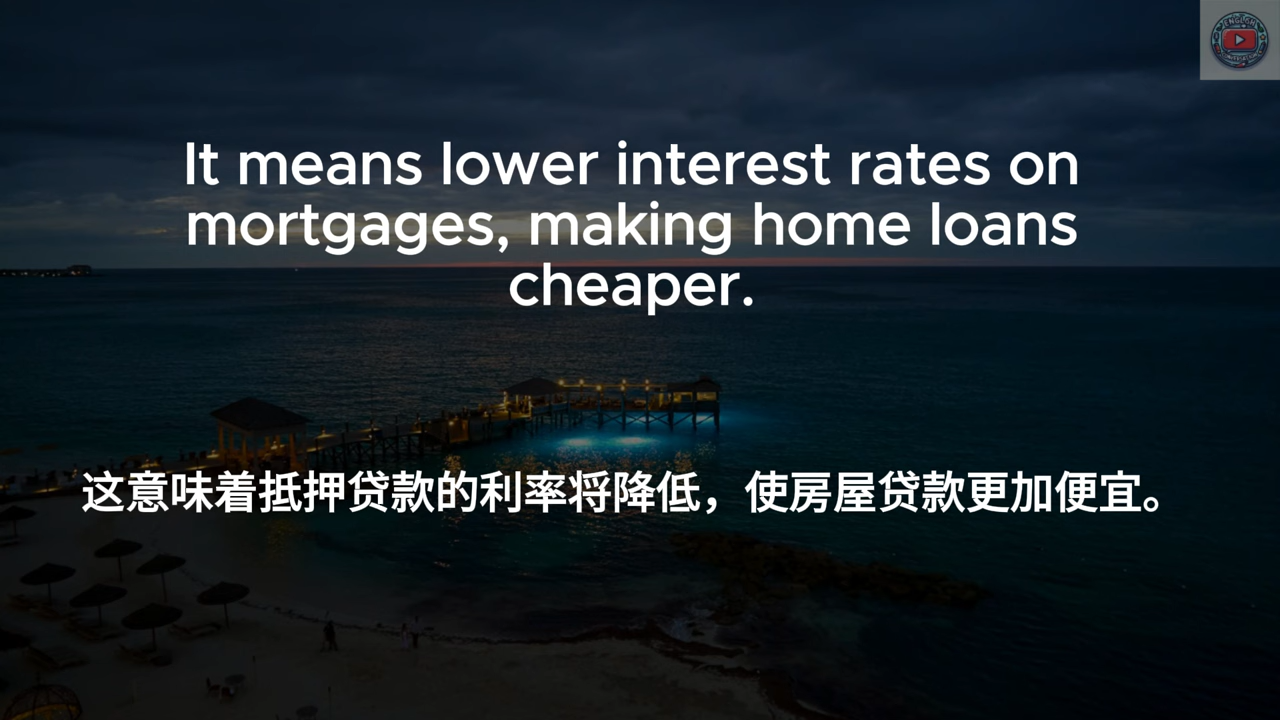 It means lower interest rates on
mortgages, making home loans
cheaper.
这意味着抵押贷款的利率将降低，使房屋贷款更加便宜。